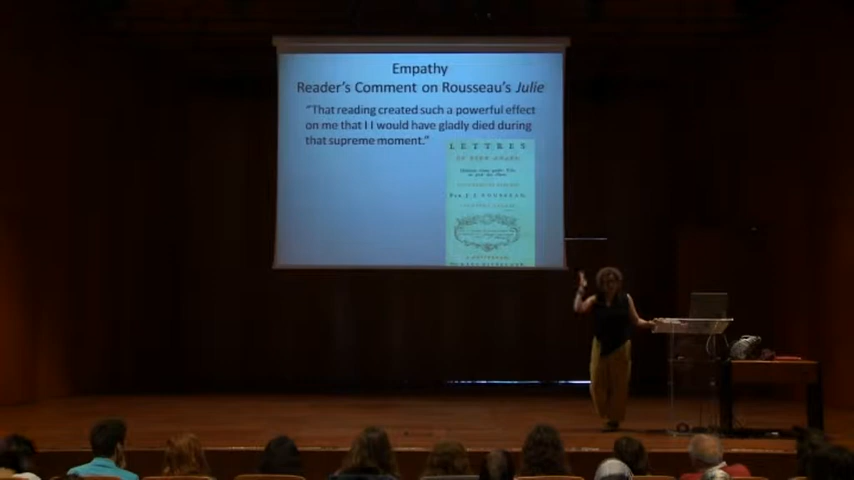 Empathy
Reader's Comment on Rousseau's Julie
"That reading created such a powerful effect
on me that I I would have gladly died during
that supreme moment."
LETTRES